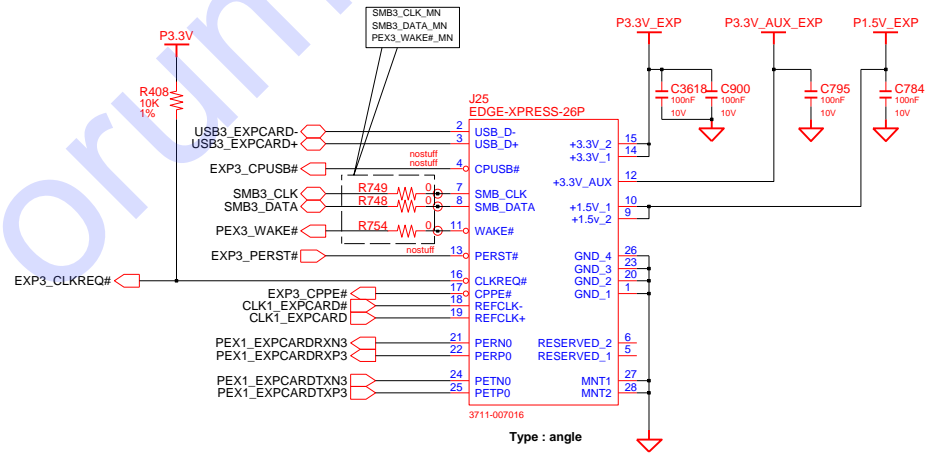 SMB3_CLK_MN
SMB3_DATA_MN
PEX3_WAKE#_MN
P3.3V
P3.3V_EXP
P3.3V_AUX_EXP
P1.5V_EXP
R408
10K
1%
C3618
100nF
10V
C900
100nF
10V
C795
100nF
10V
C784
100nF
10V
J25
EDGE-XPRESS-26P
USB3_EXPCARD- 2 USB_D-
USB3_EXPCARD+ 3 USB_D+
+3.3V_2 15
+3.3V_1 14
nostuff
nostuff
EXP3_CPUSB# 4 CPUSB#
+3.3V_AUX 12
SMB3_CLK R749 0 7 SMB_CLK
SMB3_DATA R748 0 8 SMB_DATA
+1.5V_1 10
+1.5v_2 9
PEX3_WAKE# R754 0 11 WAKE#
nostuff
EXP3_PERST# 13 PERST#
GND_4 26
GND_3 23
GND_2 20
GND_1 1
EXP3_CLKREQ# 16 CLKREQ#
EXP3_CPPE# 17 CPPE#
CLK1_EXPCARD# 18 REFCLK-
CLK1_EXPCARD 19 REFCLK+
PEX1_EXPCARDRXN3 21 PERN0
PEX1_EXPCARDRXP3 22 PERP0
RESERVED_2 6
RESERVED_1 5
PEX1_EXPCARDTXN3 24 PETN0
PEX1_EXPCARDTXP3 25 PETP0
MNT1 27
MNT2 28
3711-007016
Type : angle
orum